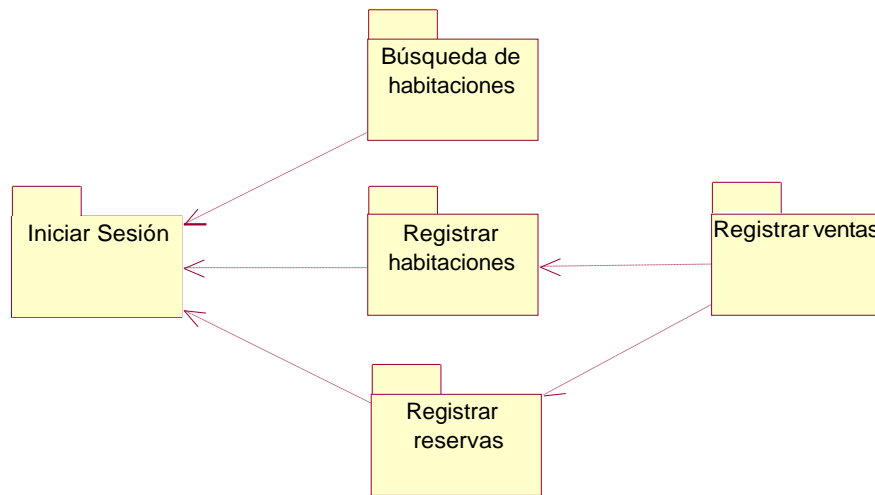 Búsqueda de
habitaciones
Iniciar Sesión
Registrar
habitaciones
Registrar ventas
Registrar
reservas